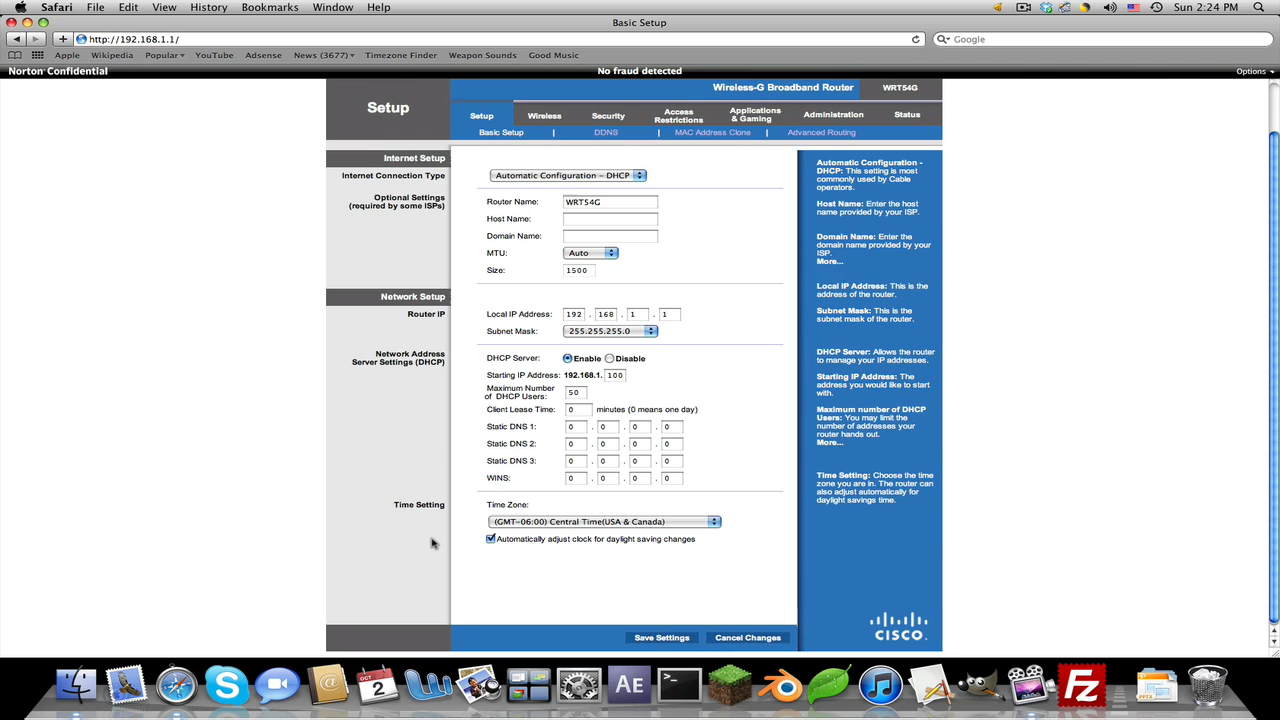 Safari File Edit View History Bookmarks Window Help Sun 2:24 PM
Basic Setup
http://192.168.1.1/ Google
Apple Wikipedia Popular YouTube Adsense News (3677) Timezone Finder Weapon Sounds Good Music
Norton Confidential No fraud detected Options
Wireless-G Broadband Router WRT54G
Setup
Setup Wireless Security Access Restrictions Applications & Gaming Administration Status
Basic Setup | DDNS | MAC Address Clone | Advanced Routing
Internet Setup
Internet Connection Type Automatic Configuration - DHCP
Optional Settings
(required by some ISPs)
Router Name: WRT54G
Host Name:
Domain Name:
MTU: Auto
Size: 1500
Network Setup
Router IP
Local IP Address: 192 . 168 . 1 . 1
Subnet Mask: 255.255.255.0
Network Address
Server Settings (DHCP)
DHCP Server: Enable Disable
Starting IP Address: 192.168.1. 100
Maximum Number
of DHCP Users: 50
Client Lease Time: 0 minutes (0 means one day)
Static DNS 1: 0 . 0 . 0 . 0
Static DNS 2: 0 . 0 . 0 . 0
Static DNS 3: 0 . 0 . 0 . 0
WINS: 0 . 0 . 0 . 0
Time Setting
Time Zone:
(GMT-06:00) Central Time(USA & Canada)
Automatically adjust clock for daylight saving changes
Automatic Configuration -
DHCP: This setting is most
commonly used by Cable
operators.
Host Name: Enter the host
name provided by your ISP.
Domain Name: Enter the
domain name provided by your
ISP.
More...
Local IP Address: This is the
address of the router.
Subnet Mask: This is the
subnet mask of the router.
DHCP Server: Allows the router
to manage your IP addresses.
Starting IP Address: The
address you would like to start
with.
Maximum number of DHCP
Users: You may limit the
number of addresses your
router hands out.
More...
Time Setting: Choose the time
zone you are in. The router can
also adjust automatically for
daylight savings time.
CISCO.
Save Settings Cancel Changes
OCT
2
AE
>_
Fz
PPTX